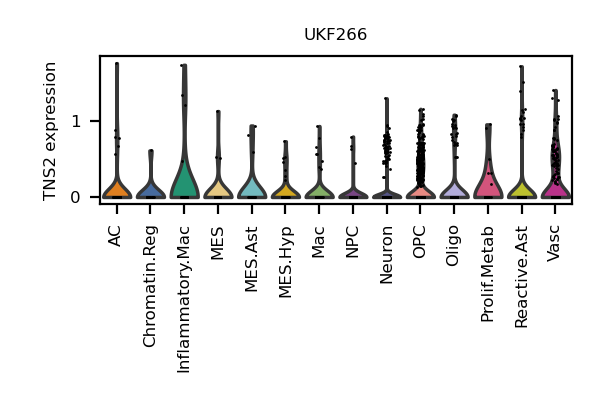 UKF266
TNS2 expression
1
0
AC
Chromatin.Reg
Inflammatory.Mac
MES
MES.Ast
MES.Hyp
Mac
NPC
Neuron
OPC
Oligo
Prolif.Metab
Reactive.Ast
Vasc